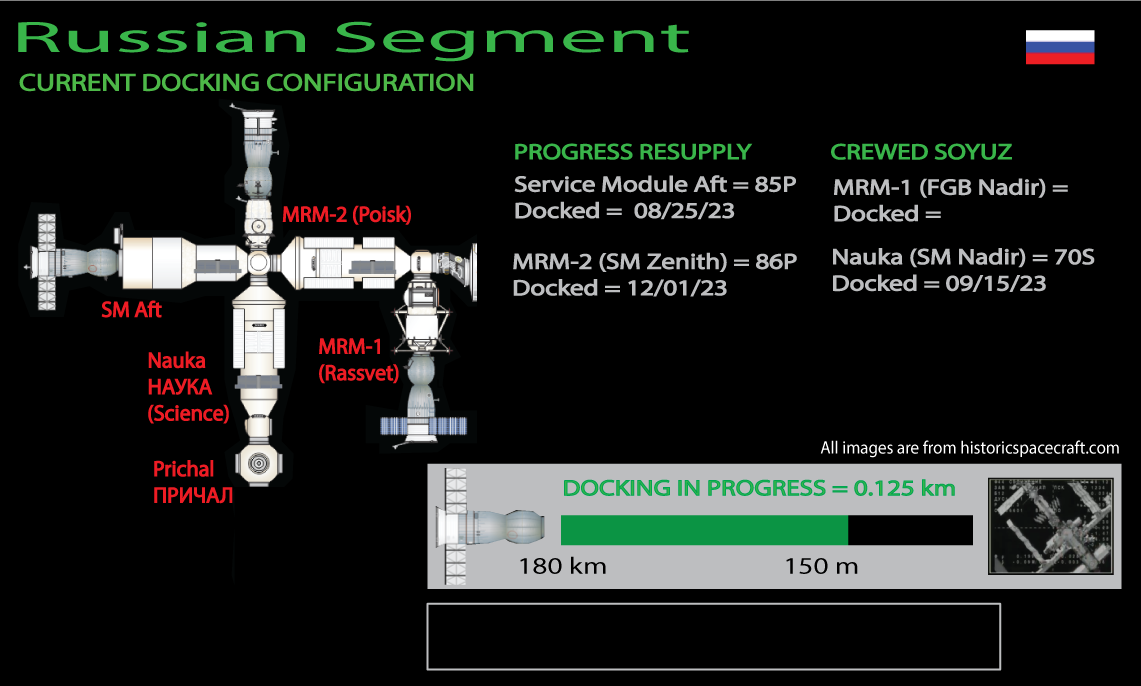 Russian Segment
CURRENT DOCKING CONFIGURATION
MRM-2 (Poisk)
SM Aft
Nauka
НАУКА
(Science)
MRM-1
(Rassvet)
Prichal
ПРИЧАЛ
PROGRESS RESUPPLY
Service Module Aft = 85P
Docked = 08/25/23
MRM-2 (SM Zenith) = 86P
Docked = 12/01/23
CREWED SOYUZ
MRM-1 (FGB Nadir) =
Docked =
Nauka (SM Nadir) = 70S
Docked = 09/15/23
All images are from historicspacecraft.com
DOCKING IN PROGRESS = 0.125 km
180 km
150 m